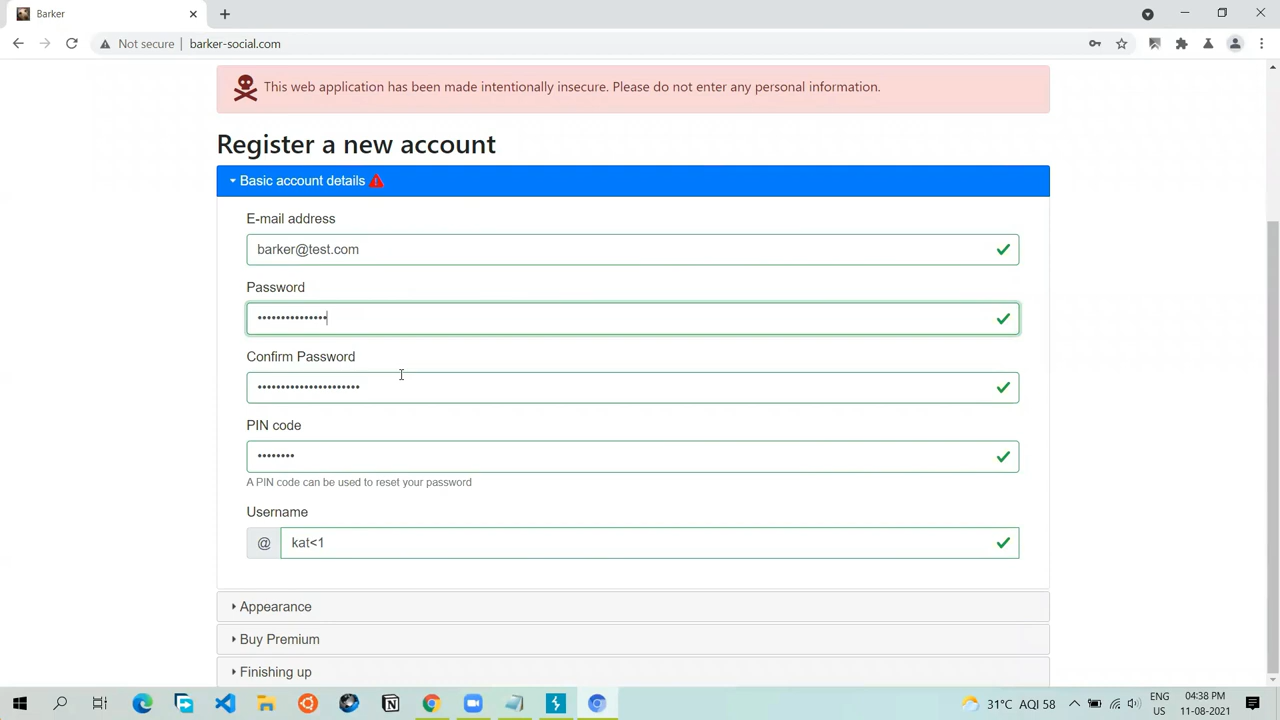 Barker
Not secure | barker-social.com
This web application has been made intentionally insecure. Please do not enter any personal information.
Register a new account
Basic account details
E-mail address
barker@test.com
Password
•••••••••••••••
Confirm Password
••••••••••••••••••••••
PIN code
••••••••
A PIN code can be used to reset your password
Username
@ kat<1
Appearance
Buy Premium
Finishing up
31°C AQI 58
ENG
US
04:38 PM
11-08-2021